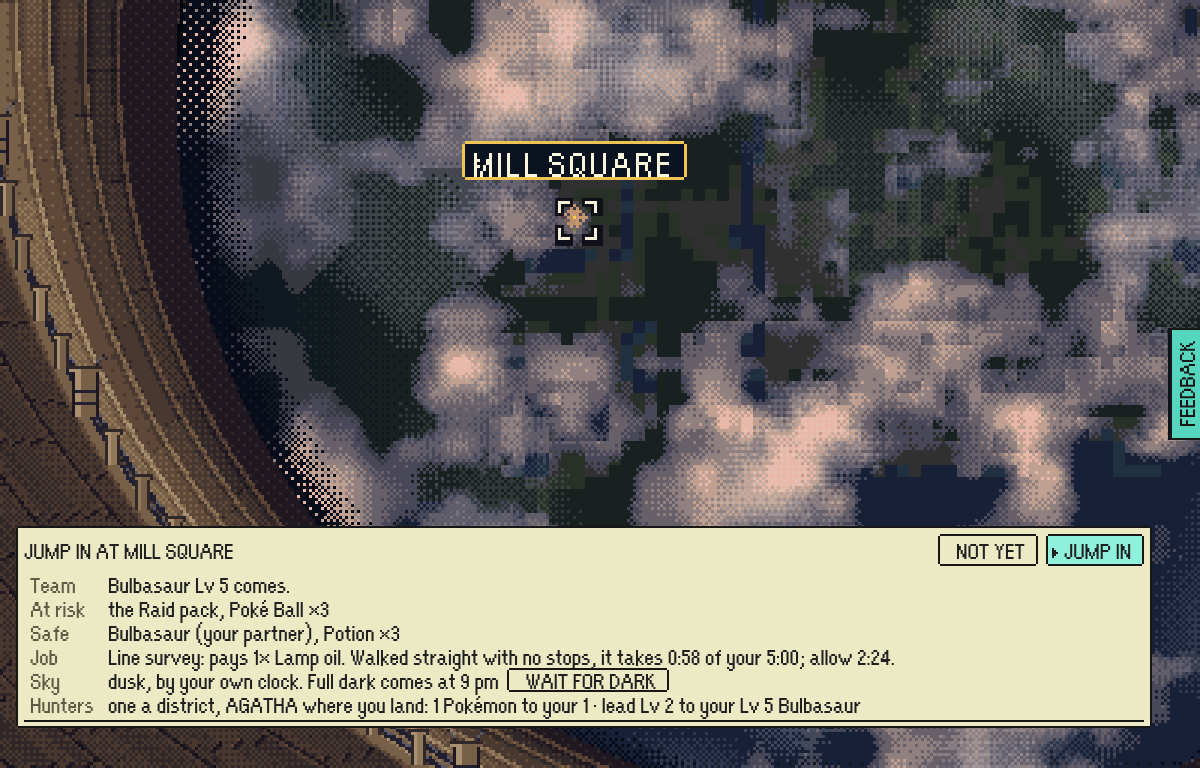 MILL SQUARE
FEEDBACK
JUMP IN AT MILL SQUARE
NOT YET
JUMP IN
Team Bulbasaur Lv 5 comes.
At risk the Raid pack, Poké Ball ×3
Safe Bulbasaur (your partner), Potion ×3
Job Line survey: pays 1× Lamp oil. Walked straight with no stops, it takes 0:58 of your 5:00; allow 2:24.
Sky dusk, by your own clock. Full dark comes at 9 pm WAIT FOR DARK
Hunters one a district, AGATHA where you land: 1 Pokémon to your 1 · lead Lv 2 to your Lv 5 Bulbasaur